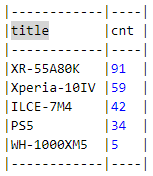 |------------|----|
|title       |cnt |
|------------|----|
|XR-55A80K   |91  |
|Xperia-10IV |59  |
|ILCE-7M4    |42  |
|PS5         |34  |
|WH-1000XM5  |5   |
|------------|----|